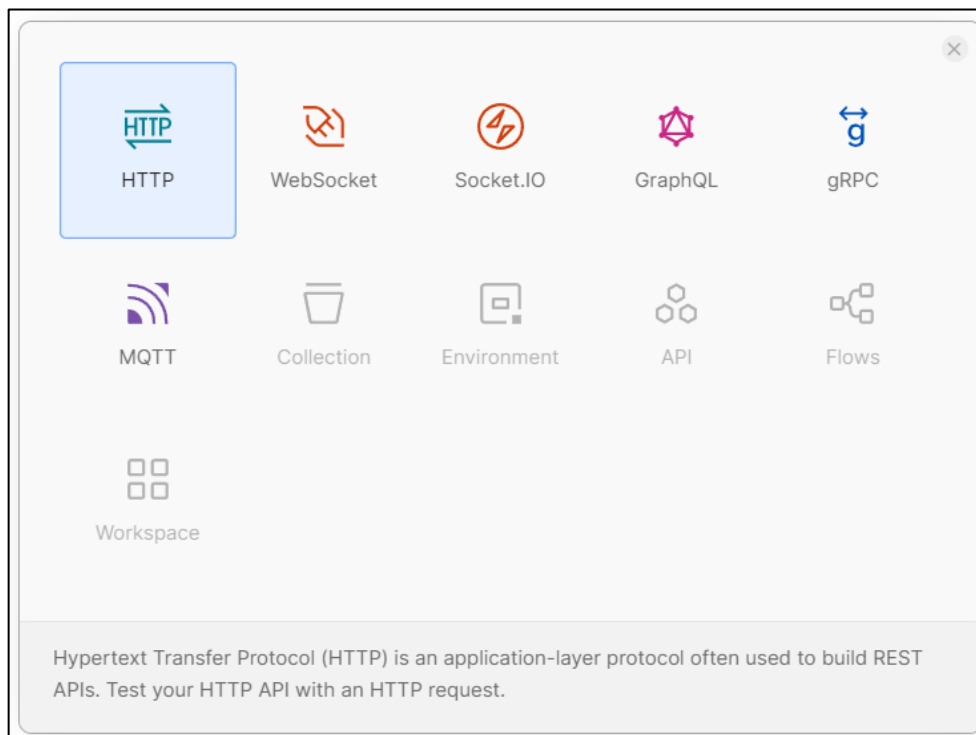 HTTP
HTTP WebSocket Socket.IO GraphQL g gRPC
MQTT Collection Environment API Flows
Workspace
Hypertext Transfer Protocol (HTTP) is an application-layer protocol often used to build REST
APIs. Test your HTTP API with an HTTP request.